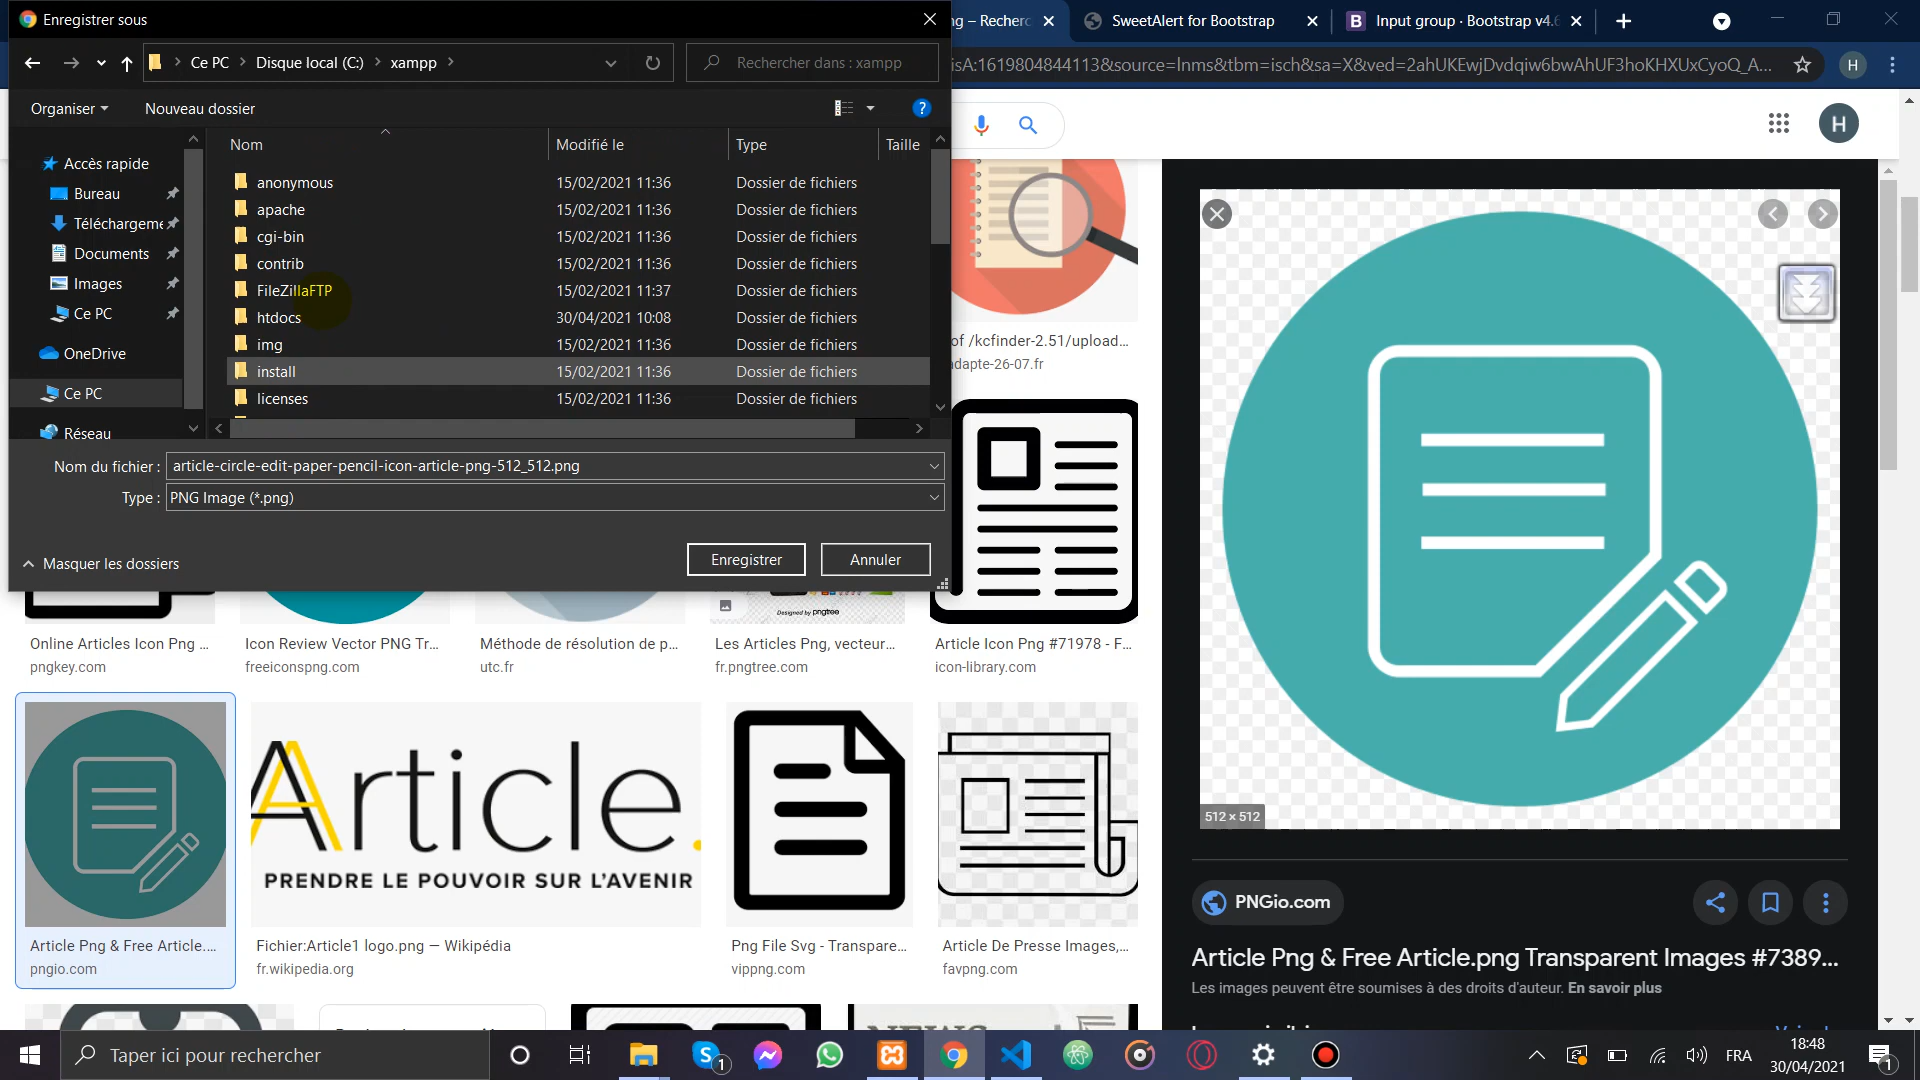 Enregistrer sous
ng – Recherc
SweetAlert for Bootstrap
Input group · Bootstrap v4.6
Ce PC
Disque local (C:)
xampp
Rechercher dans : xampp
isA:1619804844113&source=lnms&tbm=isch&sa=X&ved=2ahUKEwjDvdqiw6bwAhUF3hoKHXUxCyoQ_A...
H
Organiser
Nouveau dossier
?
H
Nom
Modifié le
Type
Taille
Accès rapide
Bureau
Téléchargeme
Documents
Images
Ce PC
OneDrive
Ce PC
Réseau
anonymous 15/02/2021 11:36 Dossier de fichiers
apache 15/02/2021 11:36 Dossier de fichiers
cgi-bin 15/02/2021 11:36 Dossier de fichiers
contrib 15/02/2021 11:36 Dossier de fichiers
FileZillaFTP 15/02/2021 11:37 Dossier de fichiers
htdocs 30/04/2021 10:08 Dossier de fichiers
img 15/02/2021 11:36 Dossier de fichiers
install 15/02/2021 11:36 Dossier de fichiers
licenses 15/02/2021 11:36 Dossier de fichiers
Nom du fichier : article-circle-edit-paper-pencil-icon-article-png-512_512.png
Type : PNG Image (*.png)
Masquer les dossiers
Enregistrer
Annuler
of /kcfinder-2.51/upload...
adapte-26-07.fr
Designed by pngtree
Online Articles Icon Png ...
pngkey.com
Icon Review Vector PNG Tr...
freeiconspng.com
Méthode de résolution de p...
utc.fr
Les Articles Png, vecteur...
fr.pngtree.com
Article Icon Png #71978 - F...
icon-library.com
Article.
PRENDRE LE POUVOIR SUR L'AVENIR
Article Png & Free Article....
pngio.com
Fichier:Article1 logo.png — Wikipédia
fr.wikipedia.org
Png File Svg - Transpare...
vippng.com
Article De Presse Images,...
favpng.com
NEWS
512 × 512
PNGio.com
Article Png & Free Article.png Transparent Images #7389...
Les images peuvent être soumises à des droits d'auteur. En savoir plus
Taper ici pour rechercher
1
FRA
18:48
30/04/2021
1